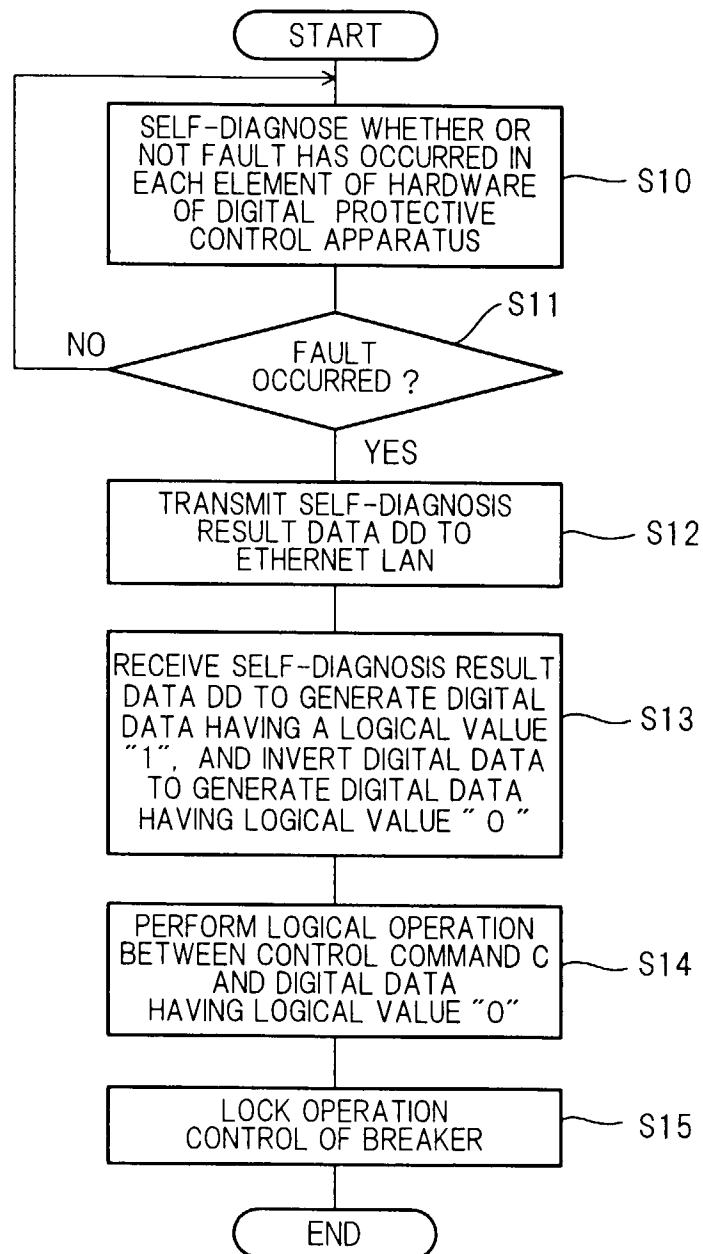 START
SELF-DIAGNOSE WHETHER OR
NOT FAULT HAS OCCURRED IN
EACH ELEMENT OF HARDWARE
OF DIGITAL PROTECTIVE
CONTROL APPARATUS
S10
S11
NO
FAULT
OCCURRED ?
YES
TRANSMIT SELF-DIAGNOSIS
RESULT DATA DD TO
ETHERNET LAN
S12
RECEIVE SELF-DIAGNOSIS RESULT
DATA DD TO GENERATE DIGITAL
DATA HAVING A LOGICAL VALUE
"1", AND INVERT DIGITAL DATA
TO GENERATE DIGITAL DATA
HAVING LOGICAL VALUE " 0 "
S13
PERFORM LOGICAL OPERATION
BETWEEN CONTROL COMMAND C
AND DIGITAL DATA
HAVING LOGICAL VALUE "0"
S14
LOCK OPERATION
CONTROL OF BREAKER
S15
END